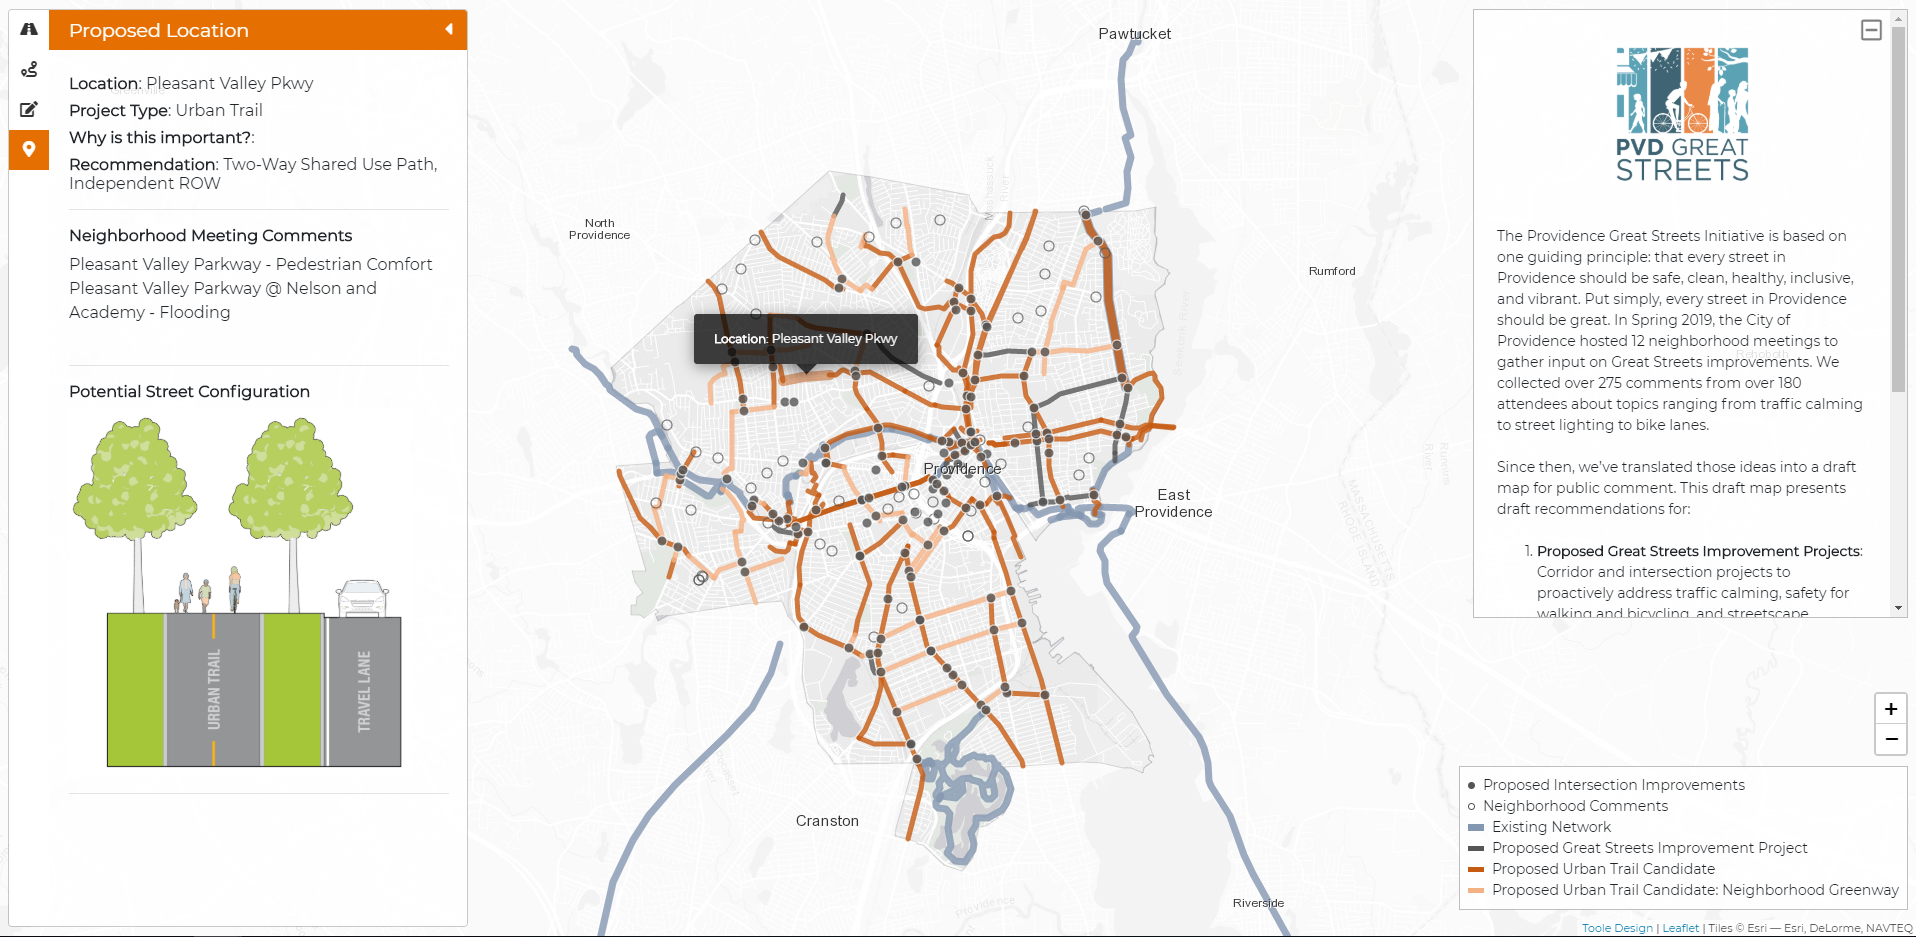 Proposed Location
Location: Pleasant Valley Pkwy
Project Type: Urban Trail
Why is this important?:
Recommendation: Two-Way Shared Use Path,
Independent ROW
Neighborhood Meeting Comments
Pleasant Valley Parkway - Pedestrian Comfort
Pleasant Valley Parkway @ Nelson and
Academy - Flooding
Potential Street Configuration
URBAN TRAIL
TRAVEL LANE
Pawtucket
North
Providence
Rumford
Location: Pleasant Valley Pkwy
Providence
East
Providence
MASSACHUSETTS
RHODE ISLAND
Cranston
Riverside
Providence
PVD GREAT
STREETS
The Providence Great Streets Initiative is based on
one guiding principle: that every street in
Providence should be safe, clean, healthy, inclusive,
and vibrant. Put simply, every street in Providence
should be great. In Spring 2019, the City of
Providence hosted 12 neighborhood meetings to
gather input on Great Streets improvements. We
collected over 275 comments from over 180
attendees about topics ranging from traffic calming
to street lighting to bike lanes.
Since then, we've translated those ideas into a draft
map for public comment. This draft map presents
draft recommendations for:
1. Proposed Great Streets Improvement Projects:
Corridor and intersection projects to
proactively address traffic calming, safety for
walking and bicycling, and streetscape
Rehoboth
+
−
Proposed Intersection Improvements
Neighborhood Comments
Existing Network
Proposed Great Streets Improvement Project
Proposed Urban Trail Candidate
Proposed Urban Trail Candidate: Neighborhood Greenway
Toole Design | Leaflet | Tiles © Esri — Esri, DeLorme, NAVTEQ